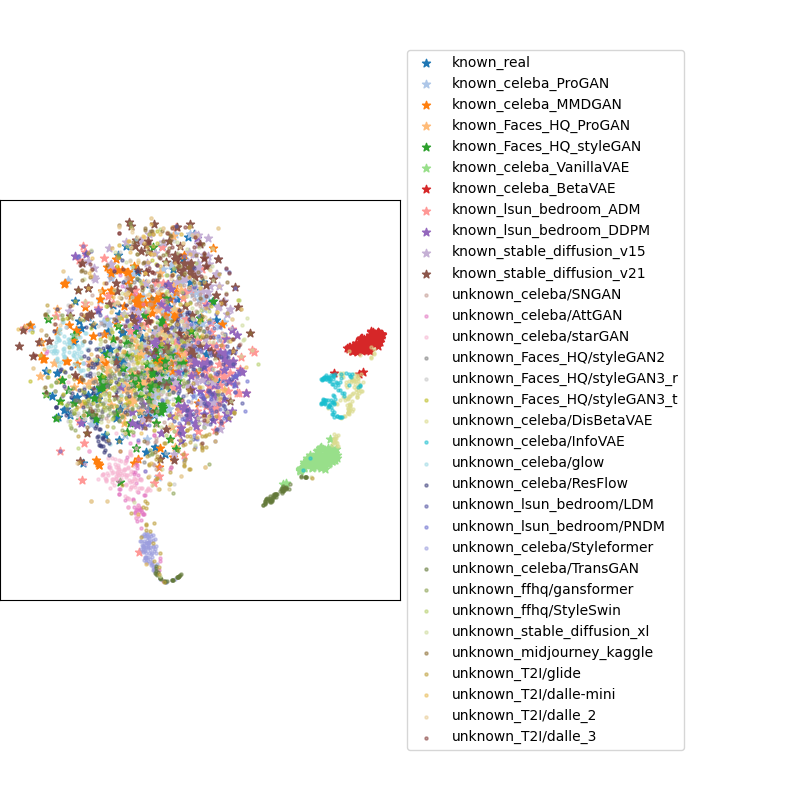 known_real
known_celeba_ProGAN
known_celeba_MMDGAN
known_Faces_HQ_ProGAN
known_Faces_HQ_styleGAN
known_celeba_VanillaVAE
known_celeba_BetaVAE
known_lsun_bedroom_ADM
known_lsun_bedroom_DDPM
known_stable_diffusion_v15
known_stable_diffusion_v21
unknown_celeba/SNGAN
unknown_celeba/AttGAN
unknown_celeba/starGAN
unknown_Faces_HQ/styleGAN2
unknown_Faces_HQ/styleGAN3_r
unknown_Faces_HQ/styleGAN3_t
unknown_celeba/DisBetaVAE
unknown_celeba/InfoVAE
unknown_celeba/glow
unknown_celeba/ResFlow
unknown_lsun_bedroom/LDM
unknown_lsun_bedroom/PNDM
unknown_celeba/Styleformer
unknown_celeba/TransGAN
unknown_ffhq/gansformer
unknown_ffhq/StyleSwin
unknown_stable_diffusion_xl
unknown_midjourney_kaggle
unknown_T2I/glide
unknown_T2I/dalle-mini
unknown_T2I/dalle_2
unknown_T2I/dalle_3